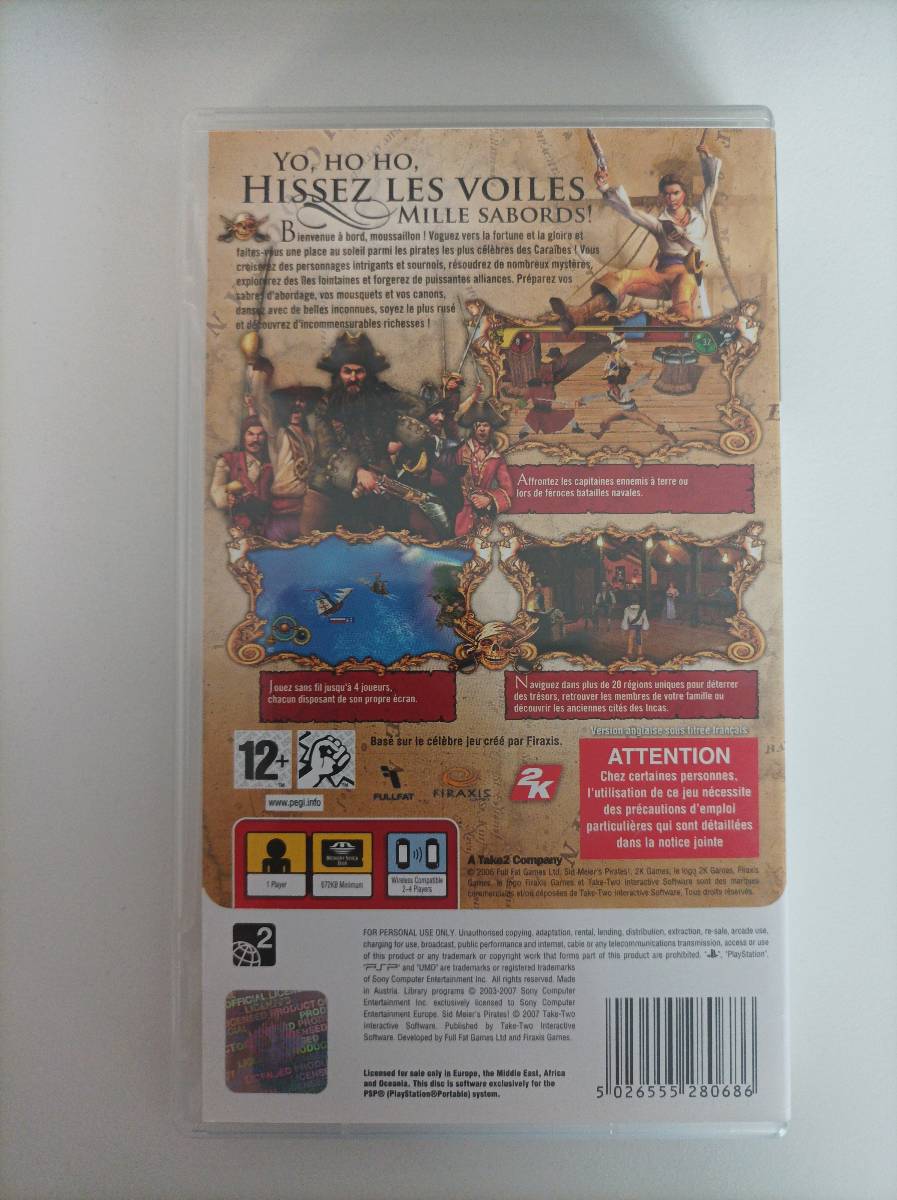 YO, HO HO,
HISSEZ LES VOILES
MILLE SABORDS!
Bienvenue à bord, moussaillon ! Voguez vers la fortune et la gloire et
faites-vous une place au soleil parmi les pirates les plus célèbres des Caraïbes ! Vous
croiserez des personnages intrigants et sournois, résoudrez de nombreux mystères,
explorerez des îles lointaines et forgerez de puissantes alliances. Préparez vos
sabres d'abordage, vos mousquets et vos canons,
dansez avec de belles inconnues, soyez le plus rusé
et découvrez d'incommensurables richesses !
37
Affrontez les capitaines ennemis à terre ou
lors de féroces batailles navales.
Jouez sans fil jusqu'à 4 joueurs,
chacun disposant de son propre écran.
Naviguez dans plus de 20 régions uniques pour déterrer
des trésors, retrouver les membres de votre famille ou
découvrir les anciennes cités des Incas.
Version anglaise sous titrée français
12+
www.pegi.info
Basé sur le célèbre jeu créé par Firaxis.
FULLFAT
FIRAXIS
2K
ATTENTION
Chez certaines personnes,
l'utilisation de ce jeu nécessite
des précautions d'emploi
particulières qui sont détaillées
dans la notice jointe
1 Player
MEMORY STICK
672KB Minimum
Wireless Compatible
2-4 Players
A Take2 Company
© 2006 Full Fat Games Ltd, Sid Meier's Pirates!, 2K Games, le logo 2K Games, Firaxis
Games, le logo Firaxis Games et Take-Two Interactive Software sont des marques
commerciales et/ou déposées de Take-Two Interactive Software. Tous droits réservés.
2
FOR PERSONAL USE ONLY. Unauthorised copying, adaptation, rental, lending, distribution, extraction, re-sale, arcade use,
charging for use, broadcast, public performance and internet, cable or any telecommunications transmission, access or use
of this product or any trademark or copyright work that forms part of this product are prohibited. "PS", "PlayStation",
"PSP" and "UMD" are trademarks or registered trademarks
of Sony Computer Entertainment Inc. All rights reserved. Made
in Austria. Library programs © 2003-2007 Sony Computer
Entertainment Inc. exclusively licensed to Sony Computer
Entertainment Europe. Sid Meier's Pirates! © 2007 Take-Two
Interactive Software. Published by Take-Two Interactive
Software. Developed by Full Fat Games Ltd and Firaxis Games.
Licensed for sale only in Europe, the Middle East, Africa
and Oceania. This disc is software exclusively for the
PSP® (PlayStation®Portable) system.
5 026555 280686